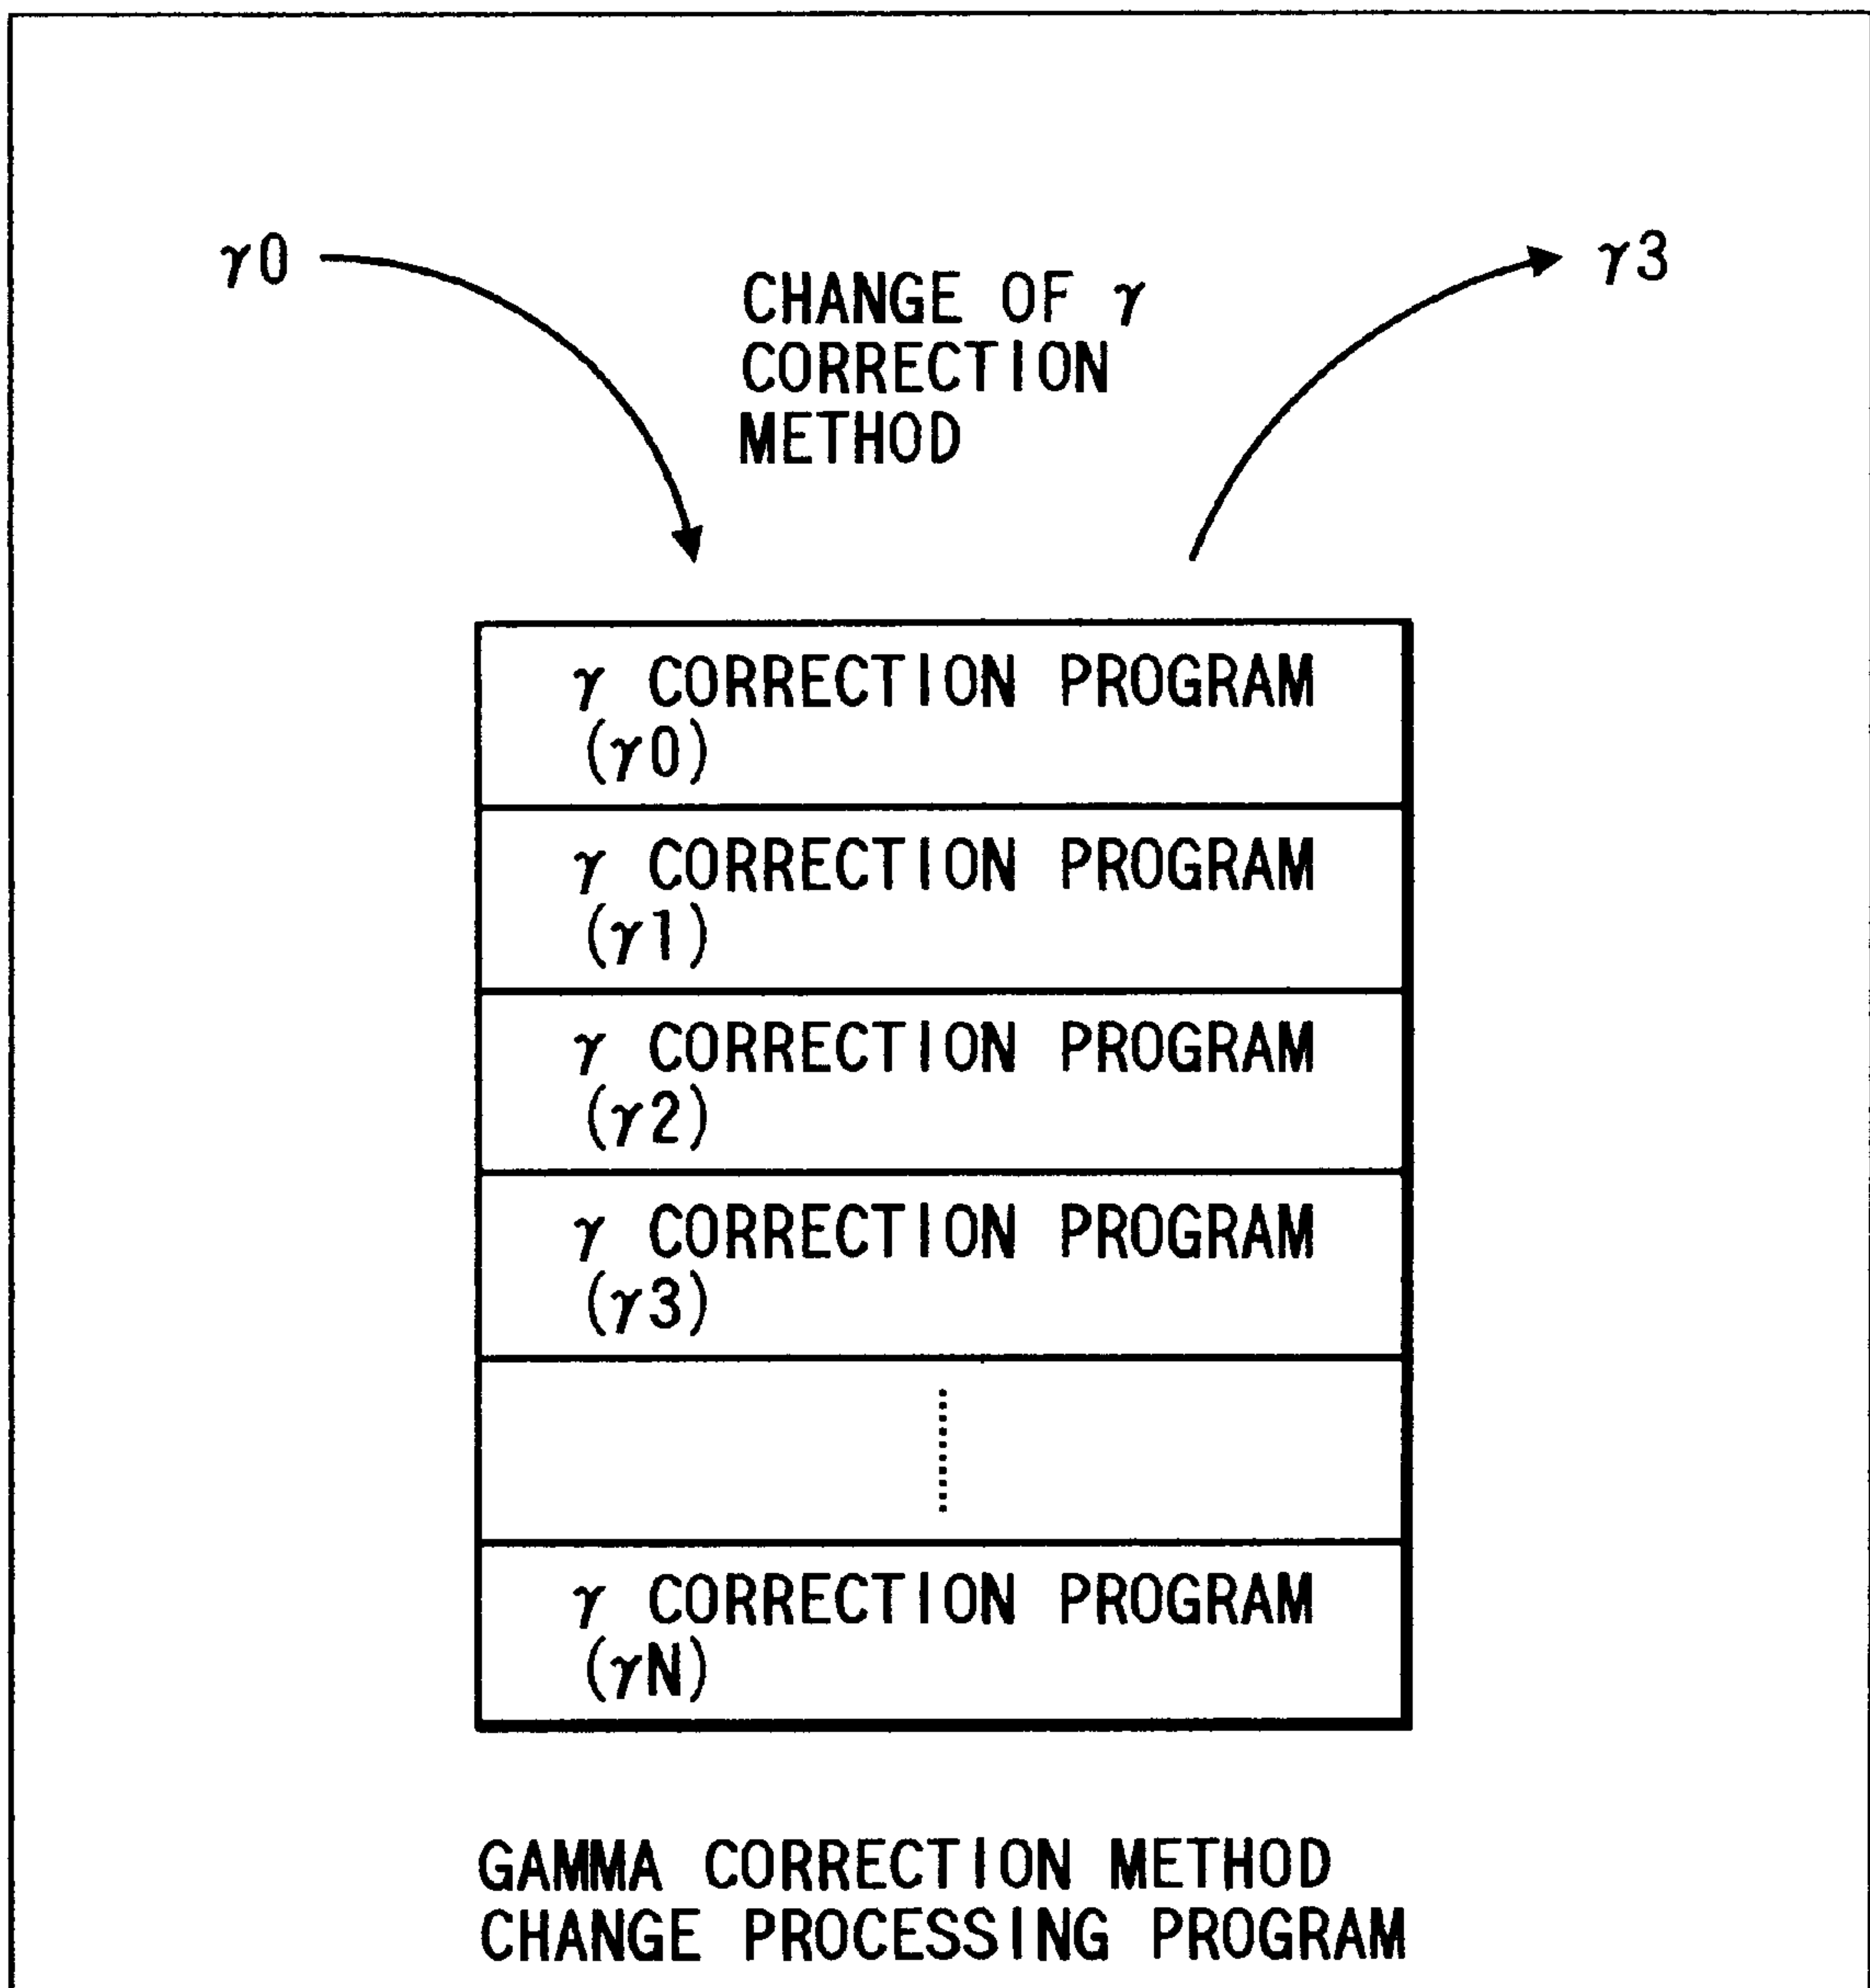 γ0
CHANGE OF γ
CORRECTION
METHOD
γ3
γ CORRECTION PROGRAM
(γ0)
γ CORRECTION PROGRAM
(γ1)
γ CORRECTION PROGRAM
(γ2)
γ CORRECTION PROGRAM
(γ3)
γ CORRECTION PROGRAM
(γN)
GAMMA CORRECTION METHOD
CHANGE PROCESSING PROGRAM